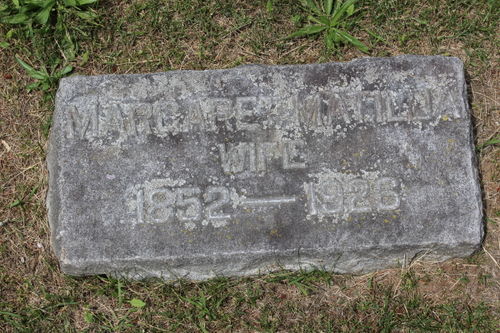 MARGARET MATILDA
WIFE
1852 — 1926